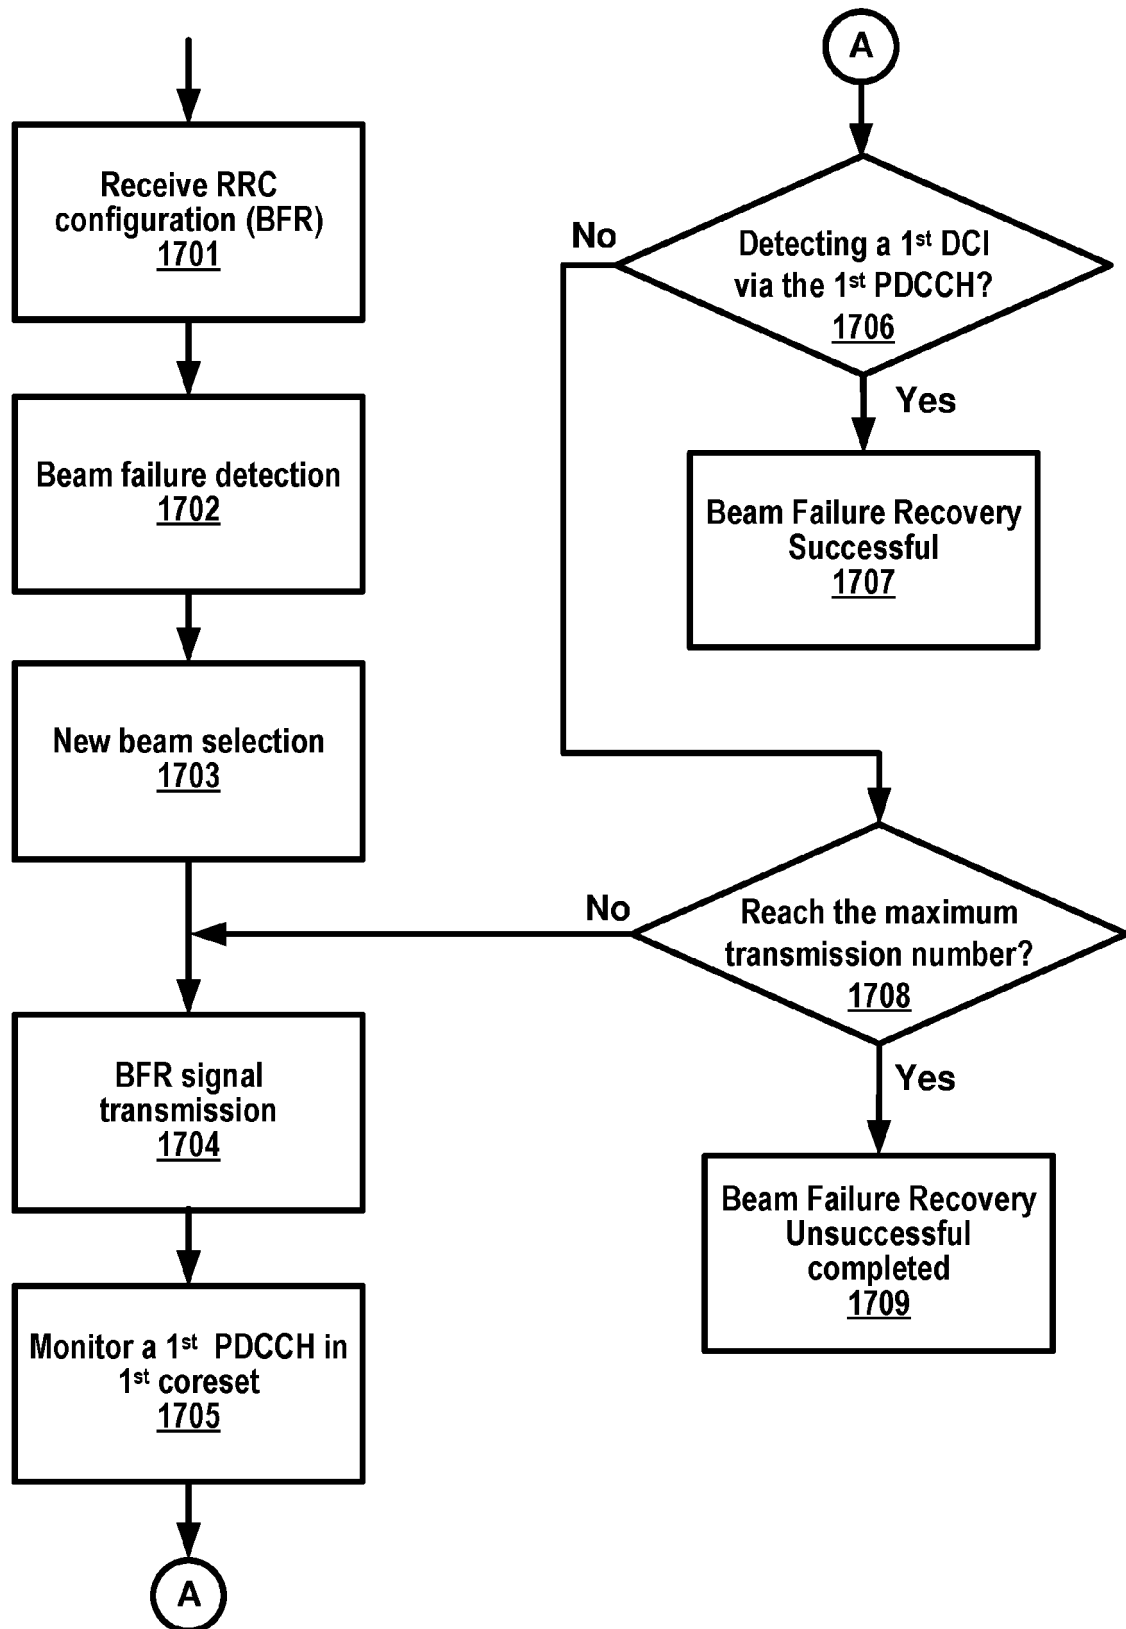 Receive RRC
configuration (BFR)
1701
Beam failure detection
1702
New beam selection
1703
BFR signal
transmission
1704
Monitor a 1st PDCCH in
1st coreset
1705
A
A
No
Detecting a 1st DCI
via the 1st PDCCH?
1706
Yes
Beam Failure Recovery
Successful
1707
No
Reach the maximum
transmission number?
1708
Yes
Beam Failure Recovery
Unsuccessful
completed
1709